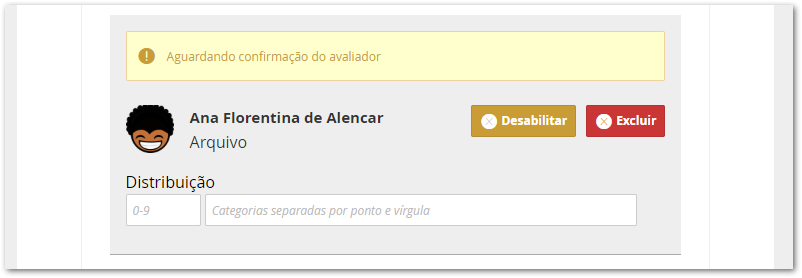 Aguardando confirmação do avaliador
Ana Florentina de Alencar
Arquivo
Desabilitar
Excluir
Distribuição
0-9
Categorias separadas por ponto e vírgula